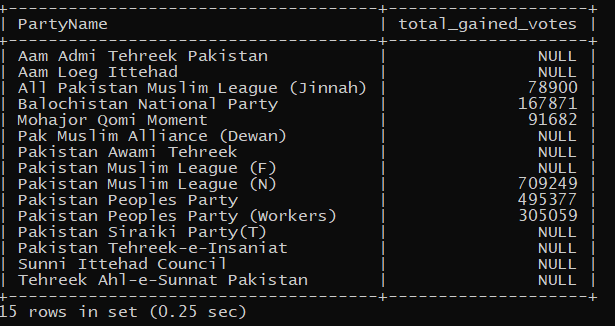 +-----------------------------------+--------------------+
| PartyName | total_gained_votes |
+-----------------------------------+--------------------+
| Aam Admi Tehreek Pakistan | NULL |
| Aam Loeg Ittehad | NULL |
| All Pakistan Muslim League (Jinnah) | 78900 |
| Balochistan National Party | 167871 |
| Mohajor Qomi Moment | 91682 |
| Pak Muslim Alliance (Dewan) | NULL |
| Pakistan Awami Tehreek | NULL |
| Pakistan Muslim League (F) | NULL |
| Pakistan Muslim League (N) | 709249 |
| Pakistan Peoples Party | 495377 |
| Pakistan Peoples Party (Workers) | 305059 |
| Pakistan Siraiki Party(T) | NULL |
| Pakistan Tehreek-e-Insaniat | NULL |
| Sunni Ittehad Council | NULL |
| Tehreek Ahl-e-Sunnat Pakistan | NULL |
+-----------------------------------+--------------------+
15 rows in set (0.25 sec)